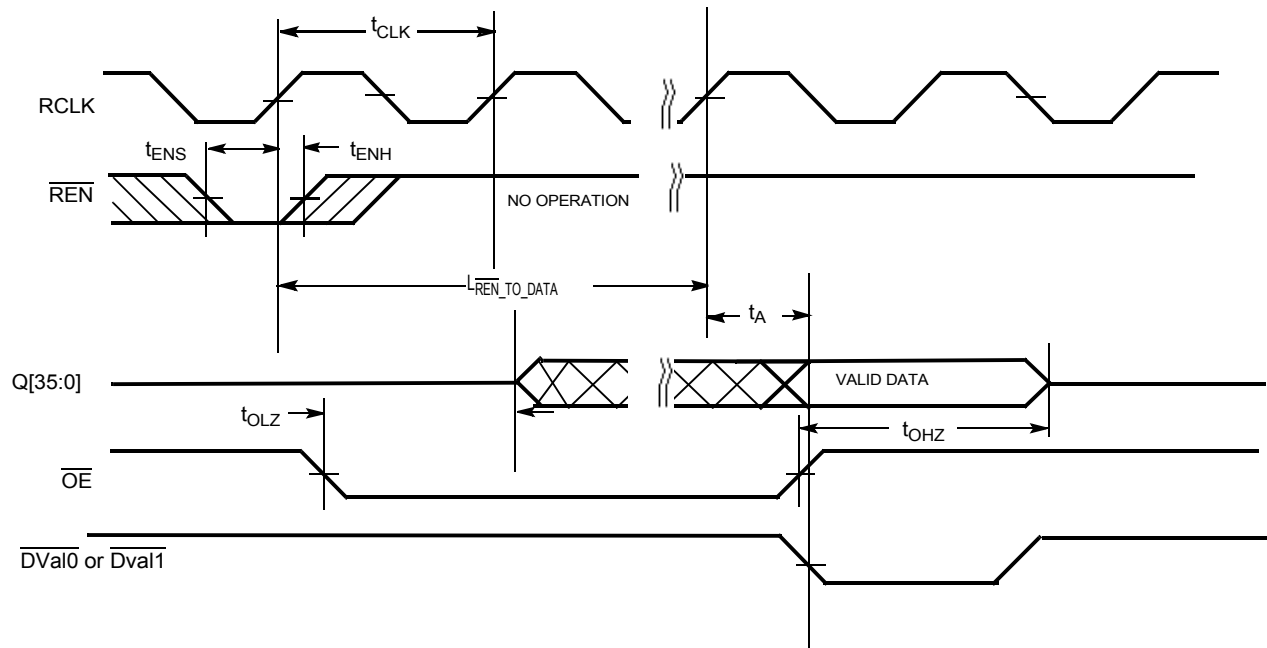 tCLK
RCLK
tENS
tENH
REN
NO OPERATION
LREN_TO_DATA
tA
Q[35:0]
VALID DATA
tOLZ
tOHZ
OE
DVal0 or Dval1